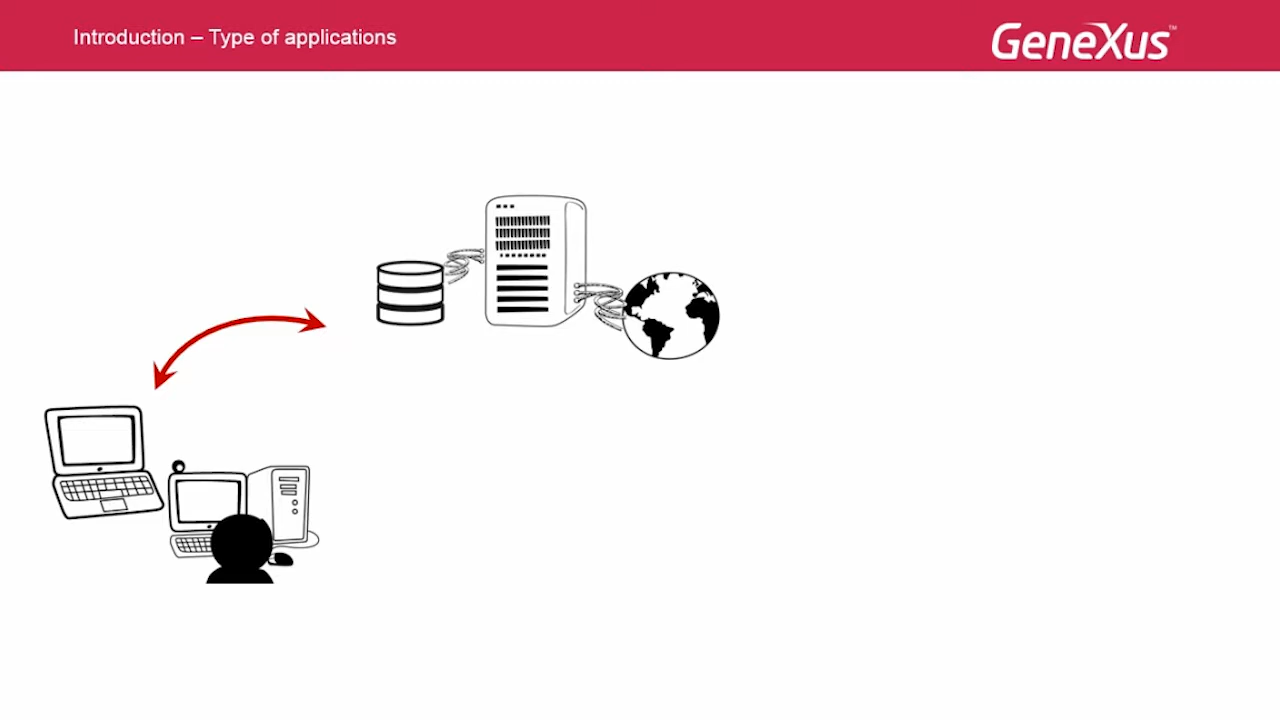 Introduction – Type of applications
GeneXus™